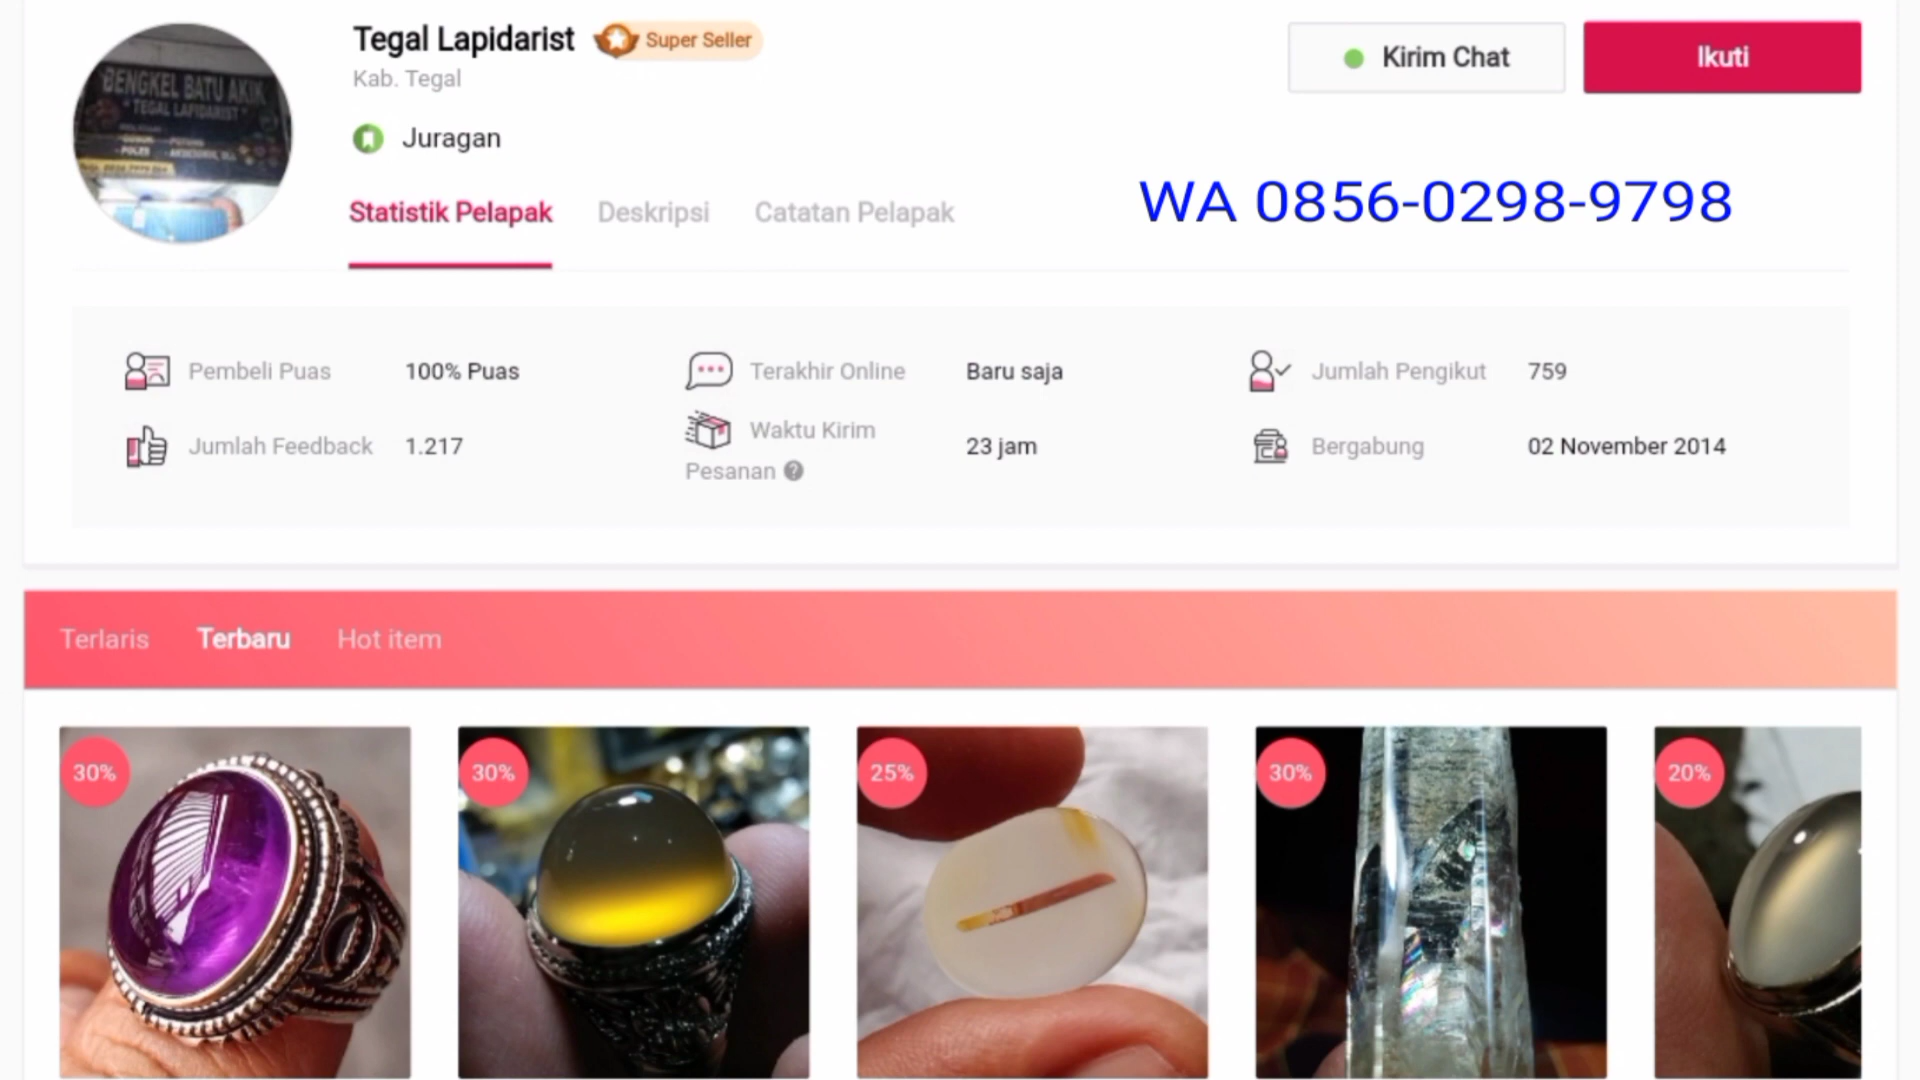 Tegal Lapidarist
Super Seller
Kab. Tegal
Juragan
Kirim Chat
Ikuti
BENGKEL BATU AKIK
"TEGAL LAPIDARIST"
WA 0856-0298-9798
Statistik Pelapak
Deskripsi
Catatan Pelapak
Pembeli Puas
100% Puas
Terakhir Online
Baru saja
Jumlah Pengikut
759
Jumlah Feedback
1.217
Waktu Kirim
Pesanan ?
23 jam
Bergabung
02 November 2014
Terlaris
Terbaru
Hot item
30%
30%
25%
30%
20%